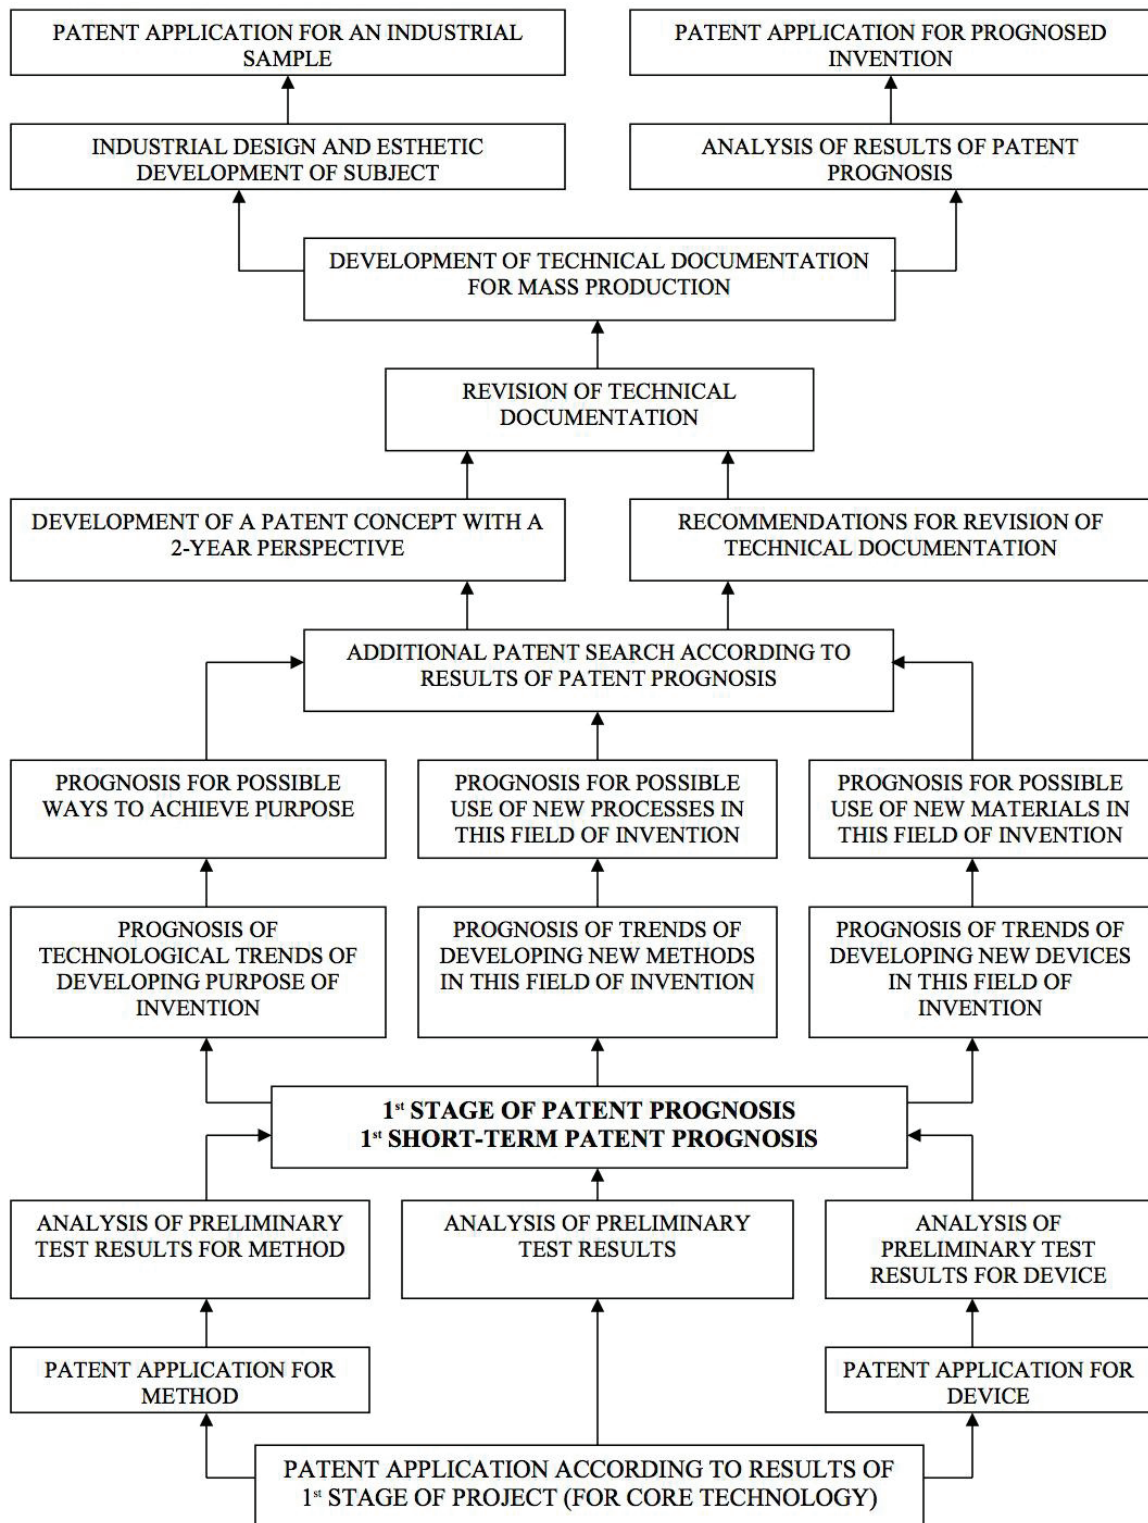 PATENT APPLICATION FOR AN INDUSTRIAL
SAMPLE
PATENT APPLICATION FOR PROGNOSED
INVENTION
INDUSTRIAL DESIGN AND ESTHETIC
DEVELOPMENT OF SUBJECT
ANALYSIS OF RESULTS OF PATENT
PROGNOSIS
DEVELOPMENT OF TECHNICAL DOCUMENTATION
FOR MASS PRODUCTION
REVISION OF TECHNICAL
DOCUMENTATION
DEVELOPMENT OF A PATENT CONCEPT WITH A
2-YEAR PERSPECTIVE
RECOMMENDATIONS FOR REVISION OF
TECHNICAL DOCUMENTATION
ADDITIONAL PATENT SEARCH ACCORDING TO
RESULTS OF PATENT PROGNOSIS
PROGNOSIS FOR POSSIBLE
WAYS TO ACHIEVE PURPOSE
PROGNOSIS FOR POSSIBLE
USE OF NEW PROCESSES IN
THIS FIELD OF INVENTION
PROGNOSIS FOR POSSIBLE
USE OF NEW MATERIALS IN
THIS FIELD OF INVENTION
PROGNOSIS OF
TECHNOLOGICAL TRENDS OF
DEVELOPING PURPOSE OF
INVENTION
PROGNOSIS OF TRENDS OF
DEVELOPING NEW METHODS
IN THIS FIELD OF INVENTION
PROGNOSIS OF TRENDS OF
DEVELOPING NEW DEVICES
IN THIS FIELD OF
INVENTION
1st STAGE OF PATENT PROGNOSIS
1st SHORT-TERM PATENT PROGNOSIS
ANALYSIS OF PRELIMINARY
TEST RESULTS FOR METHOD
ANALYSIS OF PRELIMINARY
TEST RESULTS
ANALYSIS OF
PRELIMINARY TEST
RESULTS FOR DEVICE
PATENT APPLICATION FOR
METHOD
PATENT APPLICATION FOR
DEVICE
PATENT APPLICATION ACCORDING TO RESULTS OF
1st STAGE OF PROJECT (FOR CORE TECHNOLOGY)